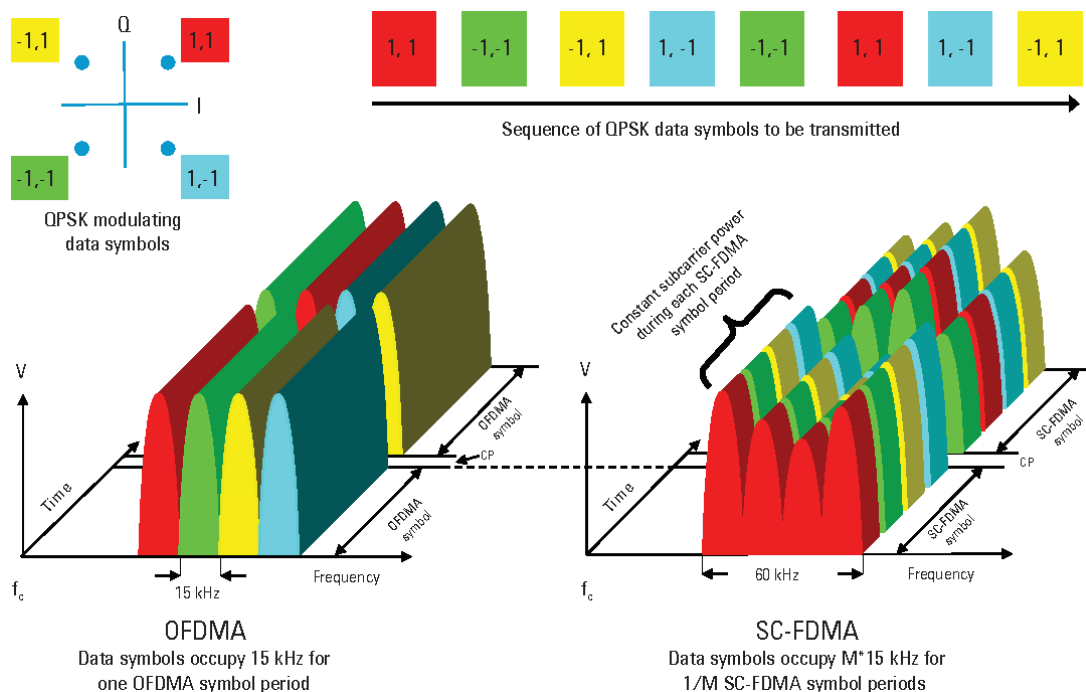 -1,1
Q
1,1
I
-1,-1
1,-1
QPSK modulating
data symbols
1, 1
-1,-1
-1, 1
1, -1
-1,-1
1, 1
1, -1
-1, 1
Sequence of QPSK data symbols to be transmitted
V
Time
OFDMA
symbol
CP
OFDMA
symbol
15 kHz
Frequency
fc
OFDMA
Data symbols occupy 15 kHz for
one OFDMA symbol period
Constant subcarrier power
during each SC-FDMA
symbol period
V
Time
SC-FDMA
symbol
CP
SC-FDMA
symbol
60 kHz
Frequency
fc
SC-FDMA
Data symbols occupy M*15 kHz for
1/M SC-FDMA symbol periods